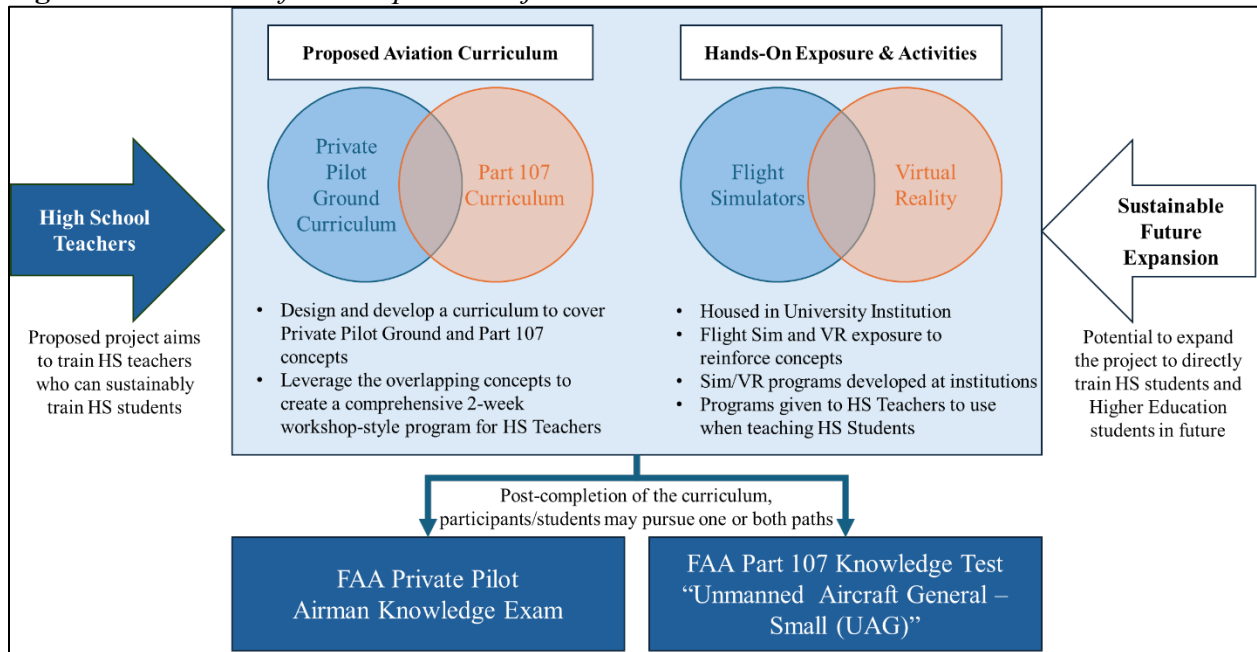 Proposed Aviation Curriculum
Private
Pilot
Ground
Curriculum
Part 107
Curriculum
Hands-On Exposure & Activities
Flight
Simulators
Virtual
Reality
High School
Teachers
Proposed project aims
to train HS teachers
who can sustainably
train HS students
• Design and develop a curriculum to cover
Private Pilot Ground and Part 107
concepts
• Leverage the overlapping concepts to
create a comprehensive 2-week
workshop-style program for HS Teachers
• Housed in University Institution
• Flight Sim and VR exposure to
reinforce concepts
• Sim/VR programs developed at institutions
• Programs given to HS Teachers to use
when teaching HS Students
Sustainable
Future
Expansion
Potential to expand
the project to directly
train HS students and
Higher Education
students in future
Post-completion of the curriculum,
participants/students may pursue one or both paths
FAA Private Pilot
Airman Knowledge Exam
FAA Part 107 Knowledge Test
“Unmanned Aircraft General –
Small (UAG)”